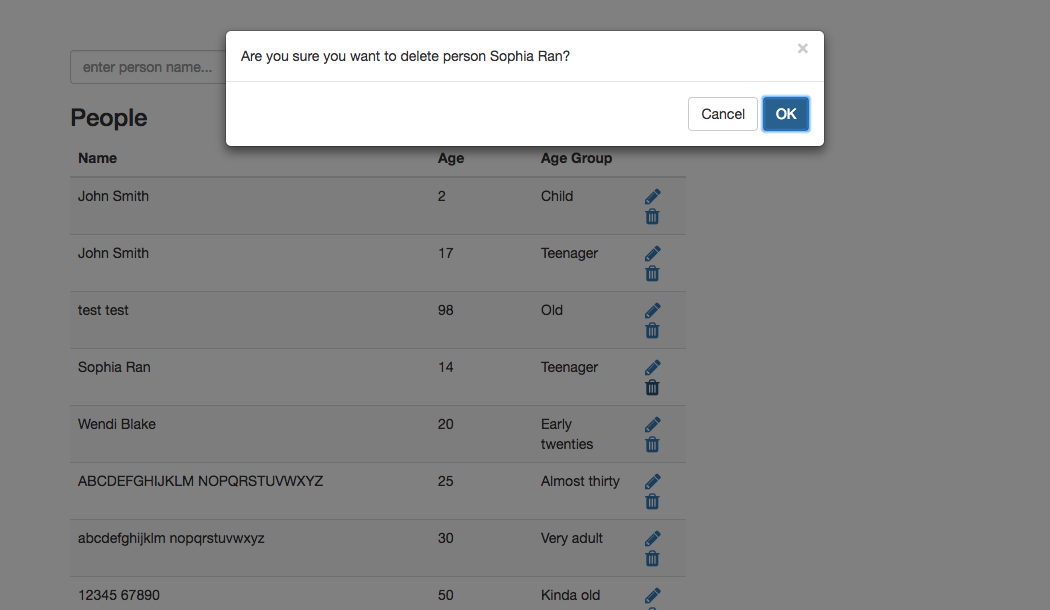 Are you sure you want to delete person Sophia Ran?
×
Cancel OK
enter person name...
People
Name Age Age Group
John Smith 2 Child
John Smith 17 Teenager
test test 98 Old
Sophia Ran 14 Teenager
Wendi Blake 20 Early
twenties
ABCDEFGHIJKLM NOPQRSTUVWXYZ 25 Almost thirty
abcdefghijklm nopqrstuvwxyz 30 Very adult
12345 67890 50 Kinda old